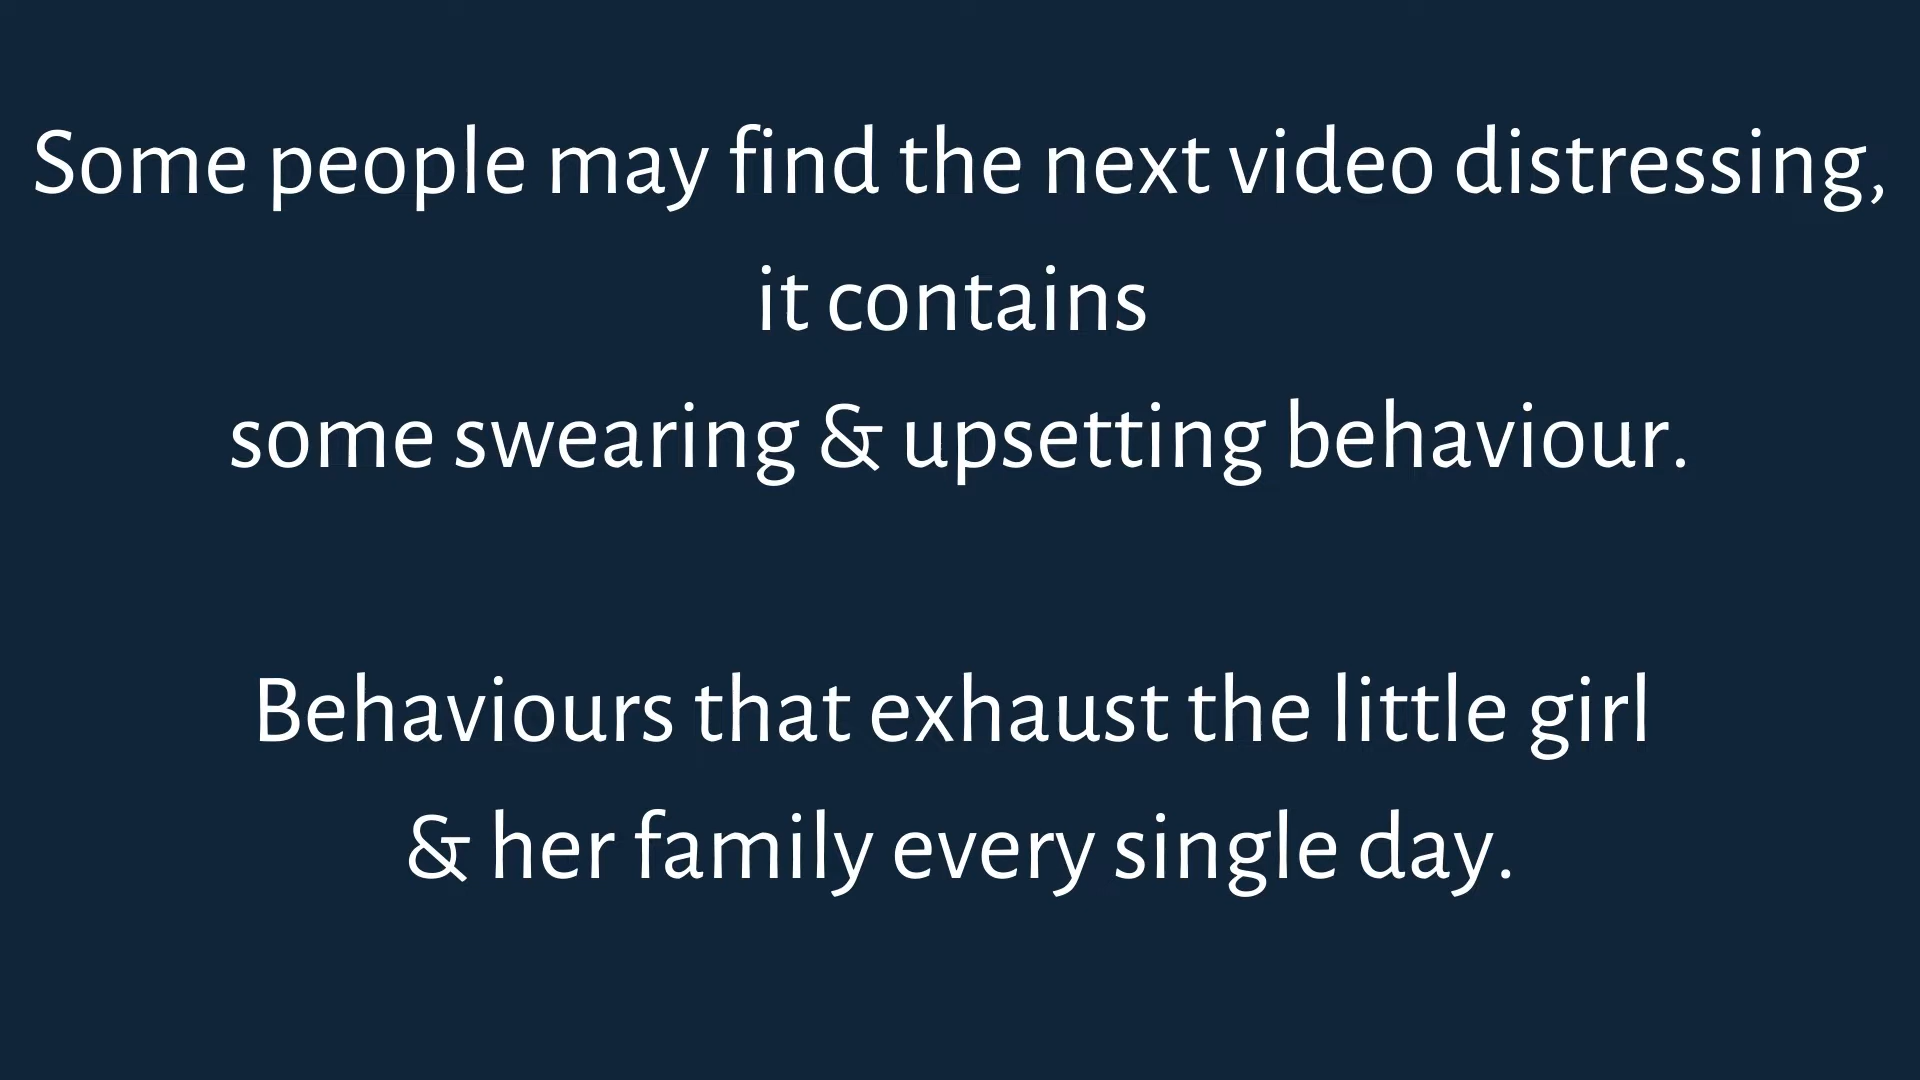 Some people may find the next video distressing,
it contains
some swearing & upsetting behaviour.
Behaviours that exhaust the little girl
& her family every single day.